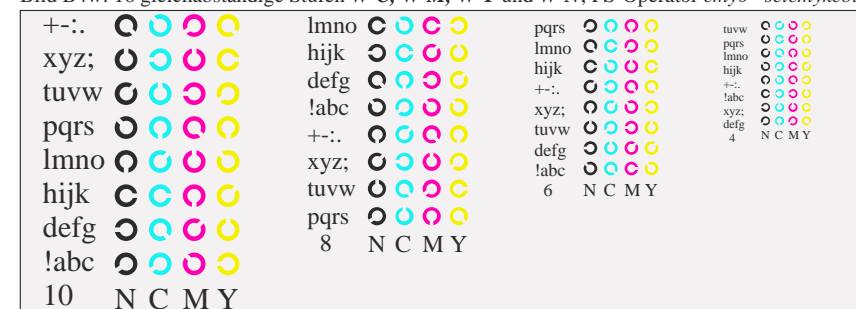 +-:.
xyz;
tuvw
pqrs
lmno
hijk
defg
!abc
10 N C M Y
lmno
hijk
defg
!abc
+-:.
xyz;
tuvw
pqrs
8 N C M Y
pqrs
lmno
hijk
+-:.
xyz;
tuvw
defg
!abc
6 N C M Y
tuvw
pqrs
lmno
hijk
+-:.
!abc
xyz;
defg
4 N C M Y